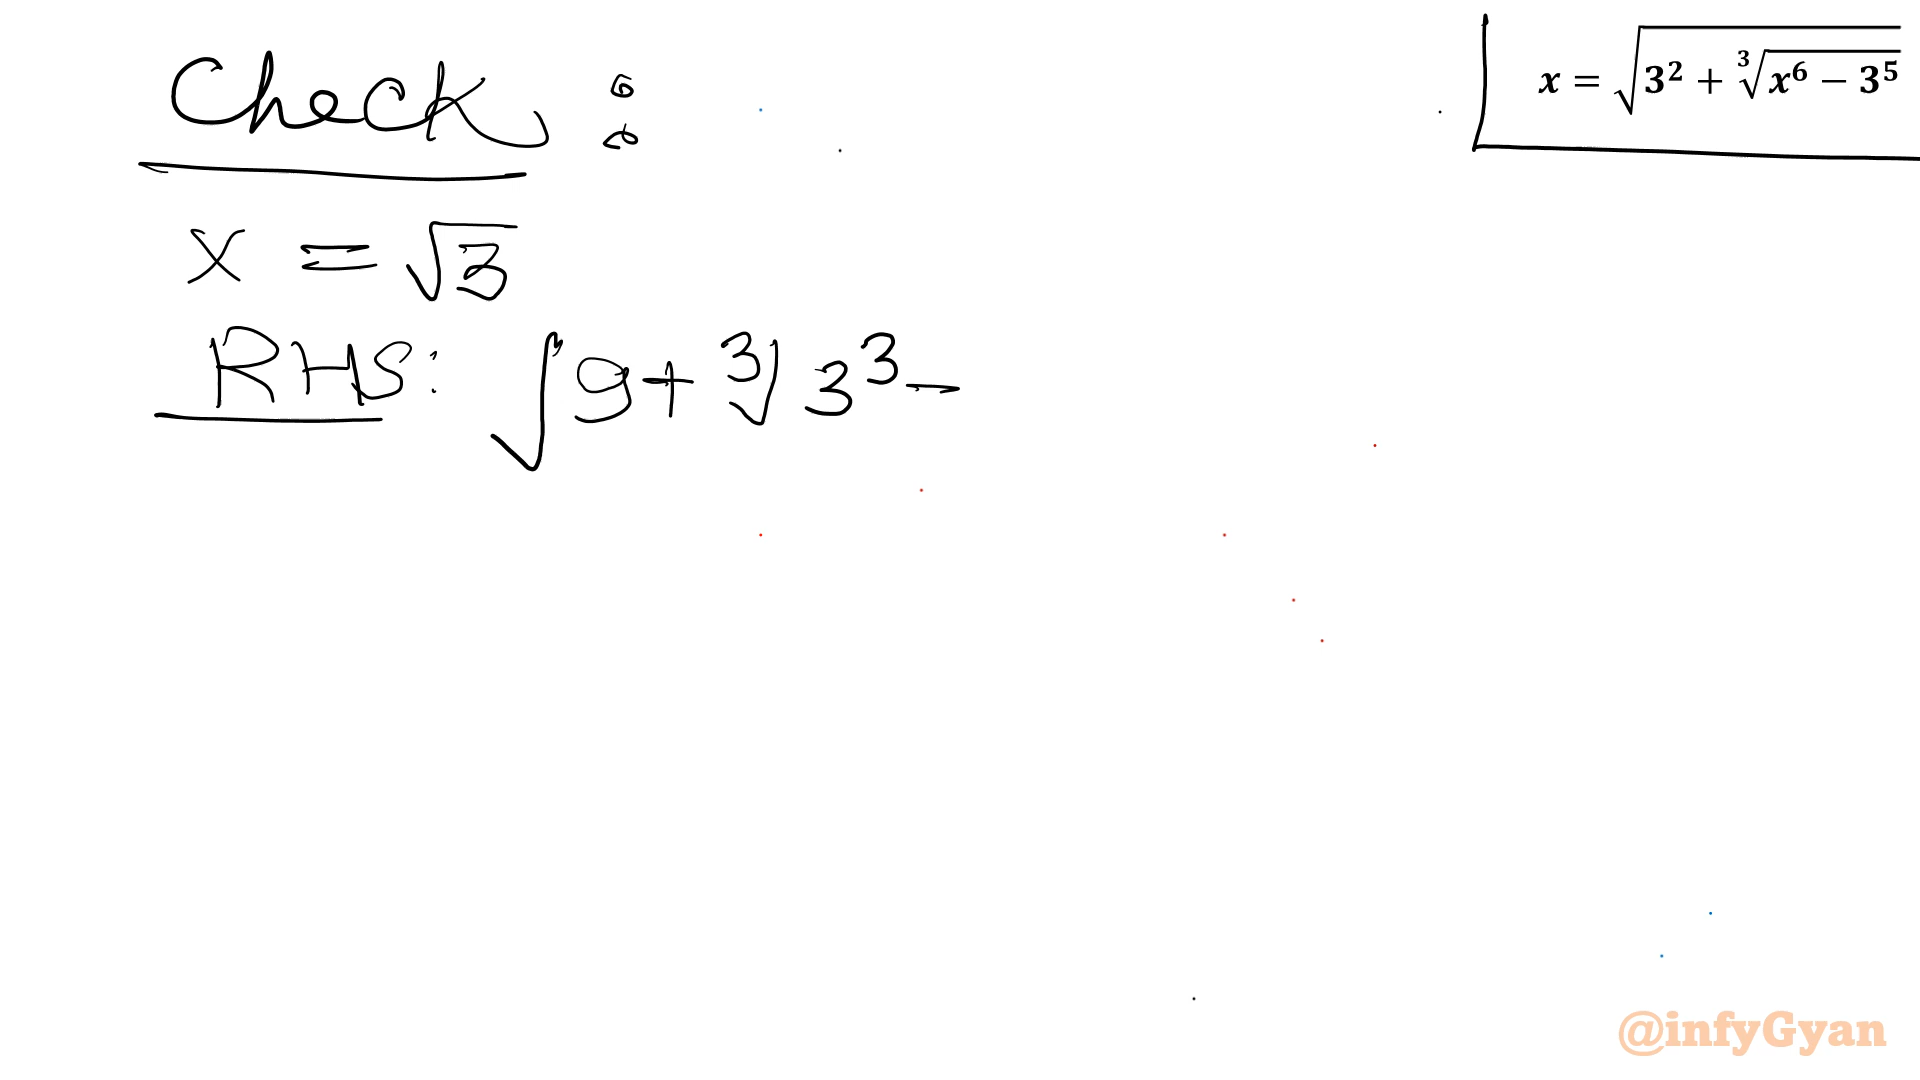 Check :
x = √(3² + ∛(x⁶ − 3⁵))
x = √3
RHS: √9 + ∛3³ −
@infyGyan